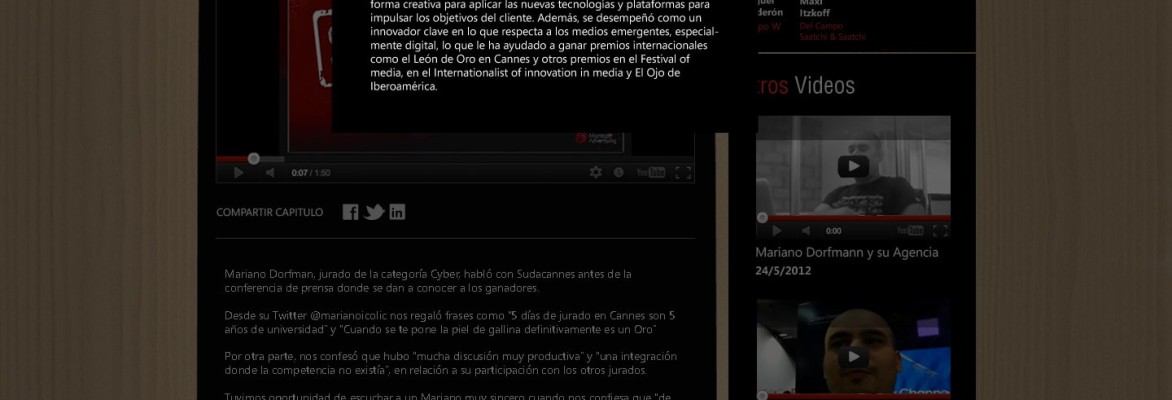 forma creativa para aplicar las nuevas tecnologías y plataformas para
impulsar los objetivos del cliente. Además, se desempeñó como un
innovador clave en lo que respecta a los medios emergentes, especial-
mente digital, lo que le ha ayudado a ganar premios internacionales
como el León de Oro en Cannes y otros premios en el Festival of
media, en el Internationalist of innovation in media y El Ojo de
Iberoamérica.
Maxi
derón Itzkoff
po W Del Campo
Saatchi & Saatchi
tros Videos
Microsoft
Advertising
0:07 / 1:50
YouTube
COMPARTIR CAPITULO
0:00
YouTube
Mariano Dorfmann y su Agencia
24/5/2012
Mariano Dorfman, jurado de la categoría Cyber, habló con Sudacannes antes de la
conferencia de prensa donde se dan a conocer a los ganadores.
Desde su Twitter @marianoicolic nos regaló frases como "5 días de jurado en Cannes son 5
años de universidad" y "Cuando se te pone la piel de gallina definitivamente es un Oro"
Por otra parte, nos confesó que hubo "mucha discusión muy productiva" y "una integración
donde la competencia no existía", en relación a su participación con los otros jurados.
Tuvimos oportunidad de escuchar a un Mariano muy sincero cuando nos confiesa que "de